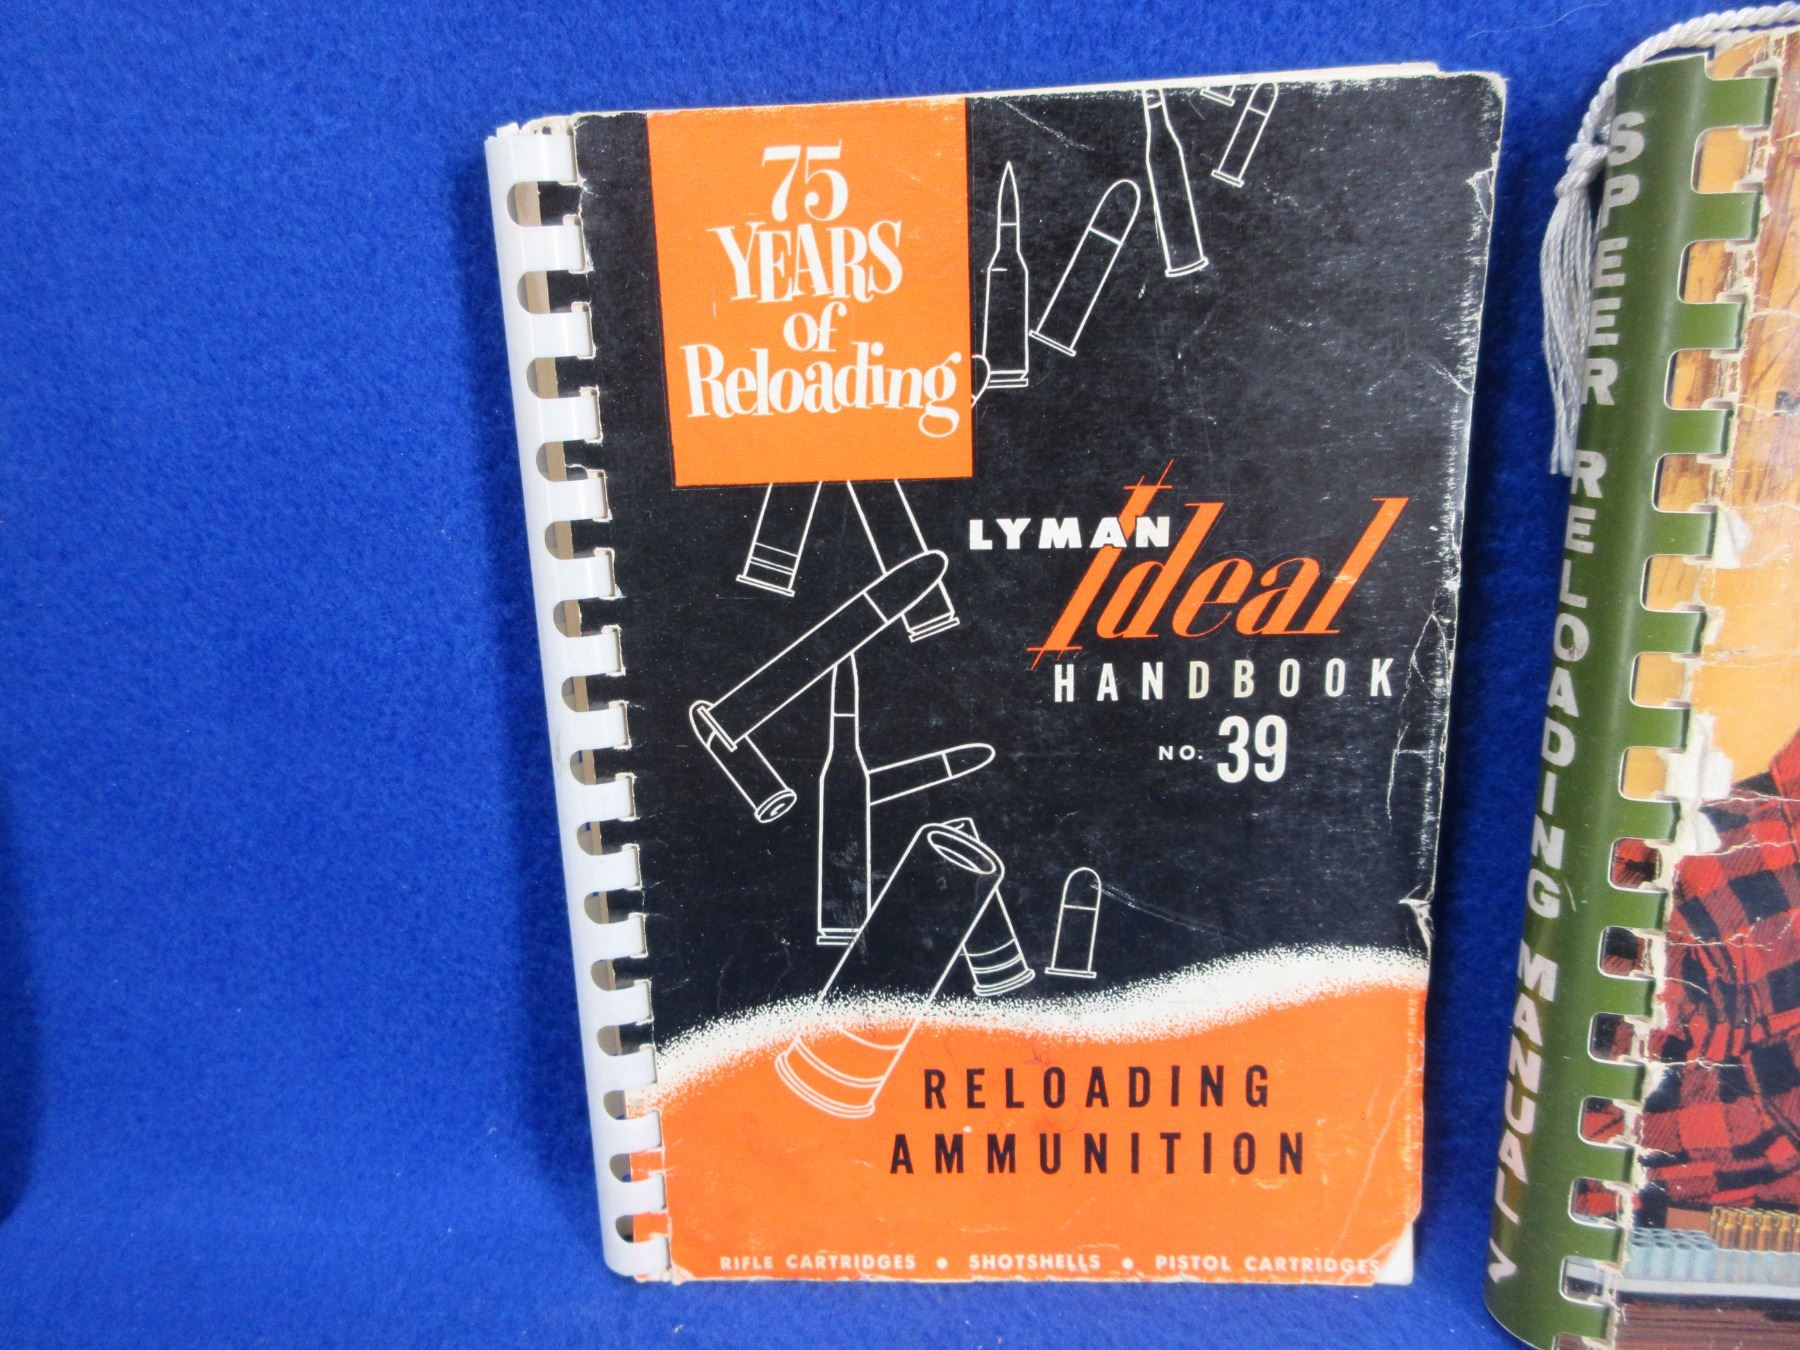 75
YEARS
of
Reloading
LYMAN
Ideal
HANDBOOK
NO. 39
RELOADING
AMMUNITION
RIFLE CARTRIDGES • SHOTSHELLS • PISTOL CARTRIDGES
SPEER RELOADING MANUAL